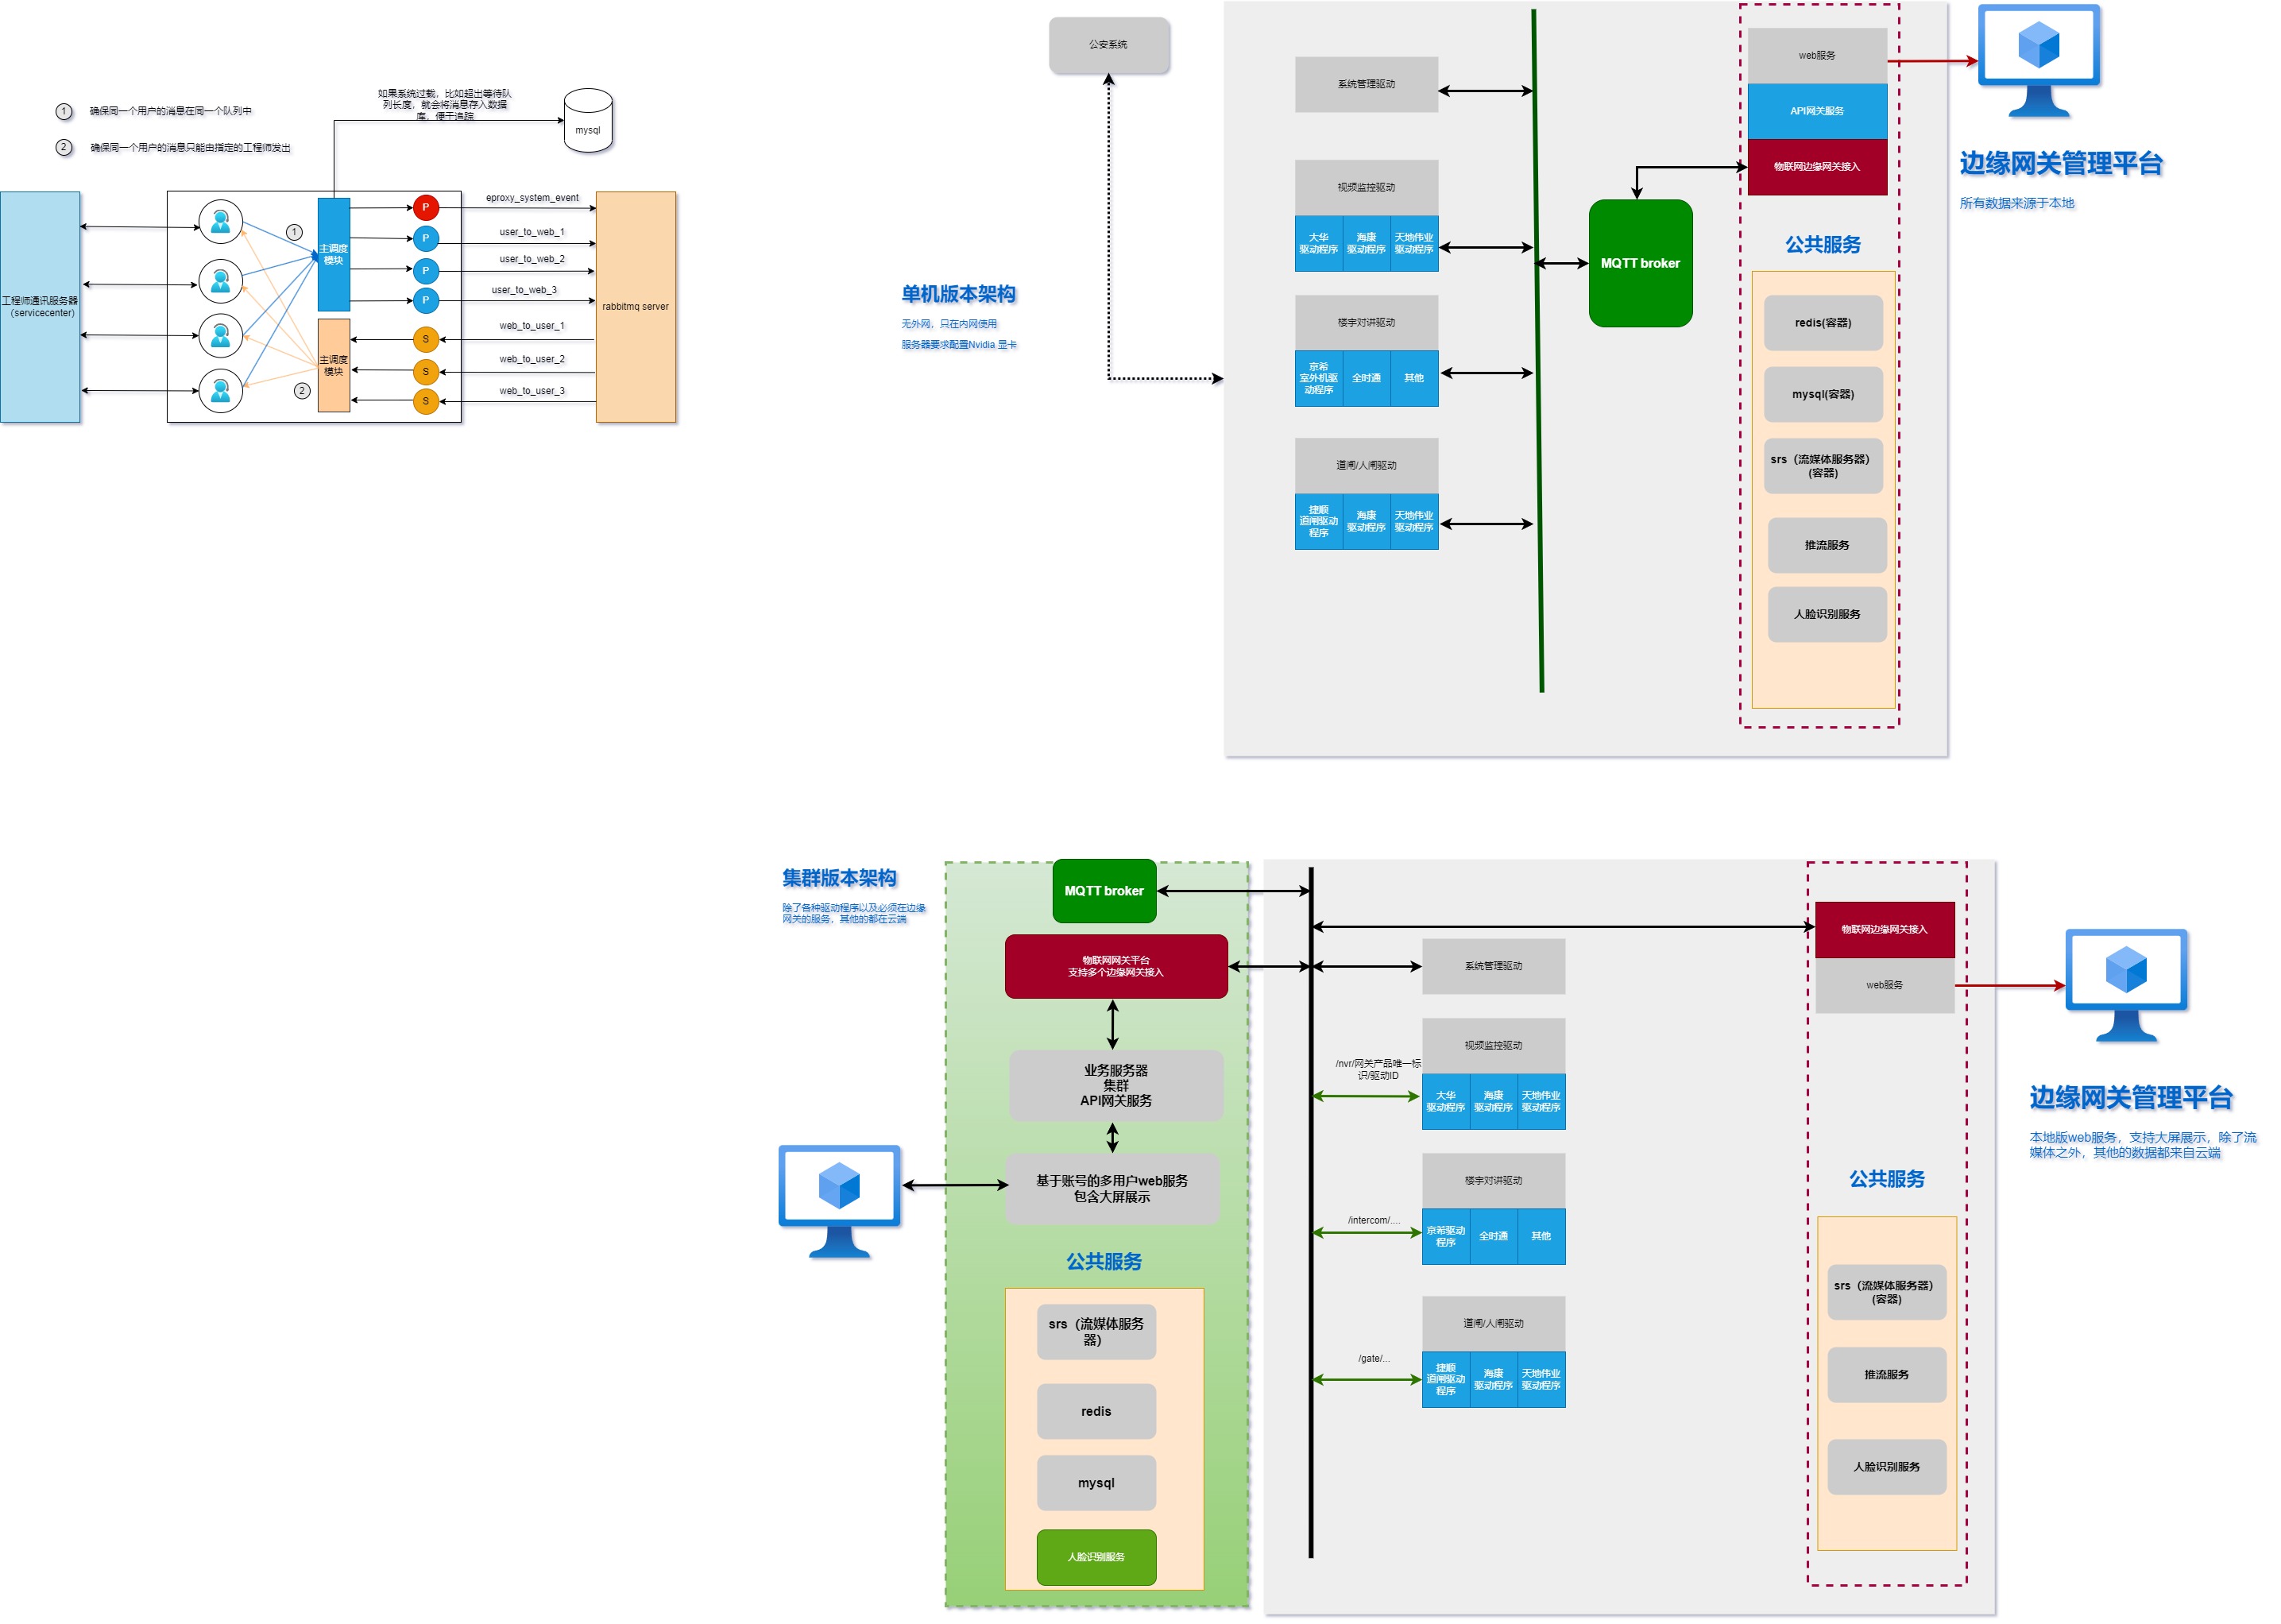 如果系统过载，比如超出等待队
列长度，就会将消息存入数据
库，便于追踪
mysql
1
确保同一个用户的消息在同一个队列中
2
确保同一个用户的消息只能由指定的工程师发出
工程师通讯服务器
（servicecenter）
1
主调度
模块
主调度
模块
2
P
P
P
P
S
S
S
eproxy_system_event
user_to_web_1
user_to_web_2
user_to_web_3
web_to_user_1
web_to_user_2
web_to_user_3
rabbitmq server
公安系统
单机版本架构
无外网，只在内网使用
服务器要求配置Nvidia 显卡
系统管理驱动
视频监控驱动
大华
驱动程序
海康
驱动程序
天地伟业
驱动程序
楼宇对讲驱动
京希
室外机驱
动程序
全时通
其他
道闸/人闸驱动
捷顺
道闸驱动
程序
海康
驱动程序
天地伟业
驱动程序
MQTT broker
web服务
API网关服务
物联网边缘网关接入
公共服务
redis(容器)
mysql(容器)
srs（流媒体服务器）
(容器)
推流服务
人脸识别服务
边缘网关管理平台
所有数据来源于本地
集群版本架构
除了各种驱动程序以及必须在边缘
网关的服务，其他的都在云端
MQTT broker
物联网网关平台
支持多个边缘网关接入
业务服务器
集群
API网关服务
基于账号的多用户web服务
包含大屏展示
公共服务
srs（流媒体服务
器）
redis
mysql
人脸识别服务
系统管理驱动
视频监控驱动
/nvr/网关产品唯一标
识/驱动ID
大华
驱动程序
海康
驱动程序
天地伟业
驱动程序
楼宇对讲驱动
/intercom/....
京希驱动
程序
全时通
其他
道闸/人闸驱动
/gate/...
捷顺
道闸驱动
程序
海康
驱动程序
天地伟业
驱动程序
物联网边缘网关接入
web服务
公共服务
srs（流媒体服务器）
(容器)
推流服务
人脸识别服务
边缘网关管理平台
本地版web服务，支持大屏展示，除了流
媒体之外，其他的数据都来自云端